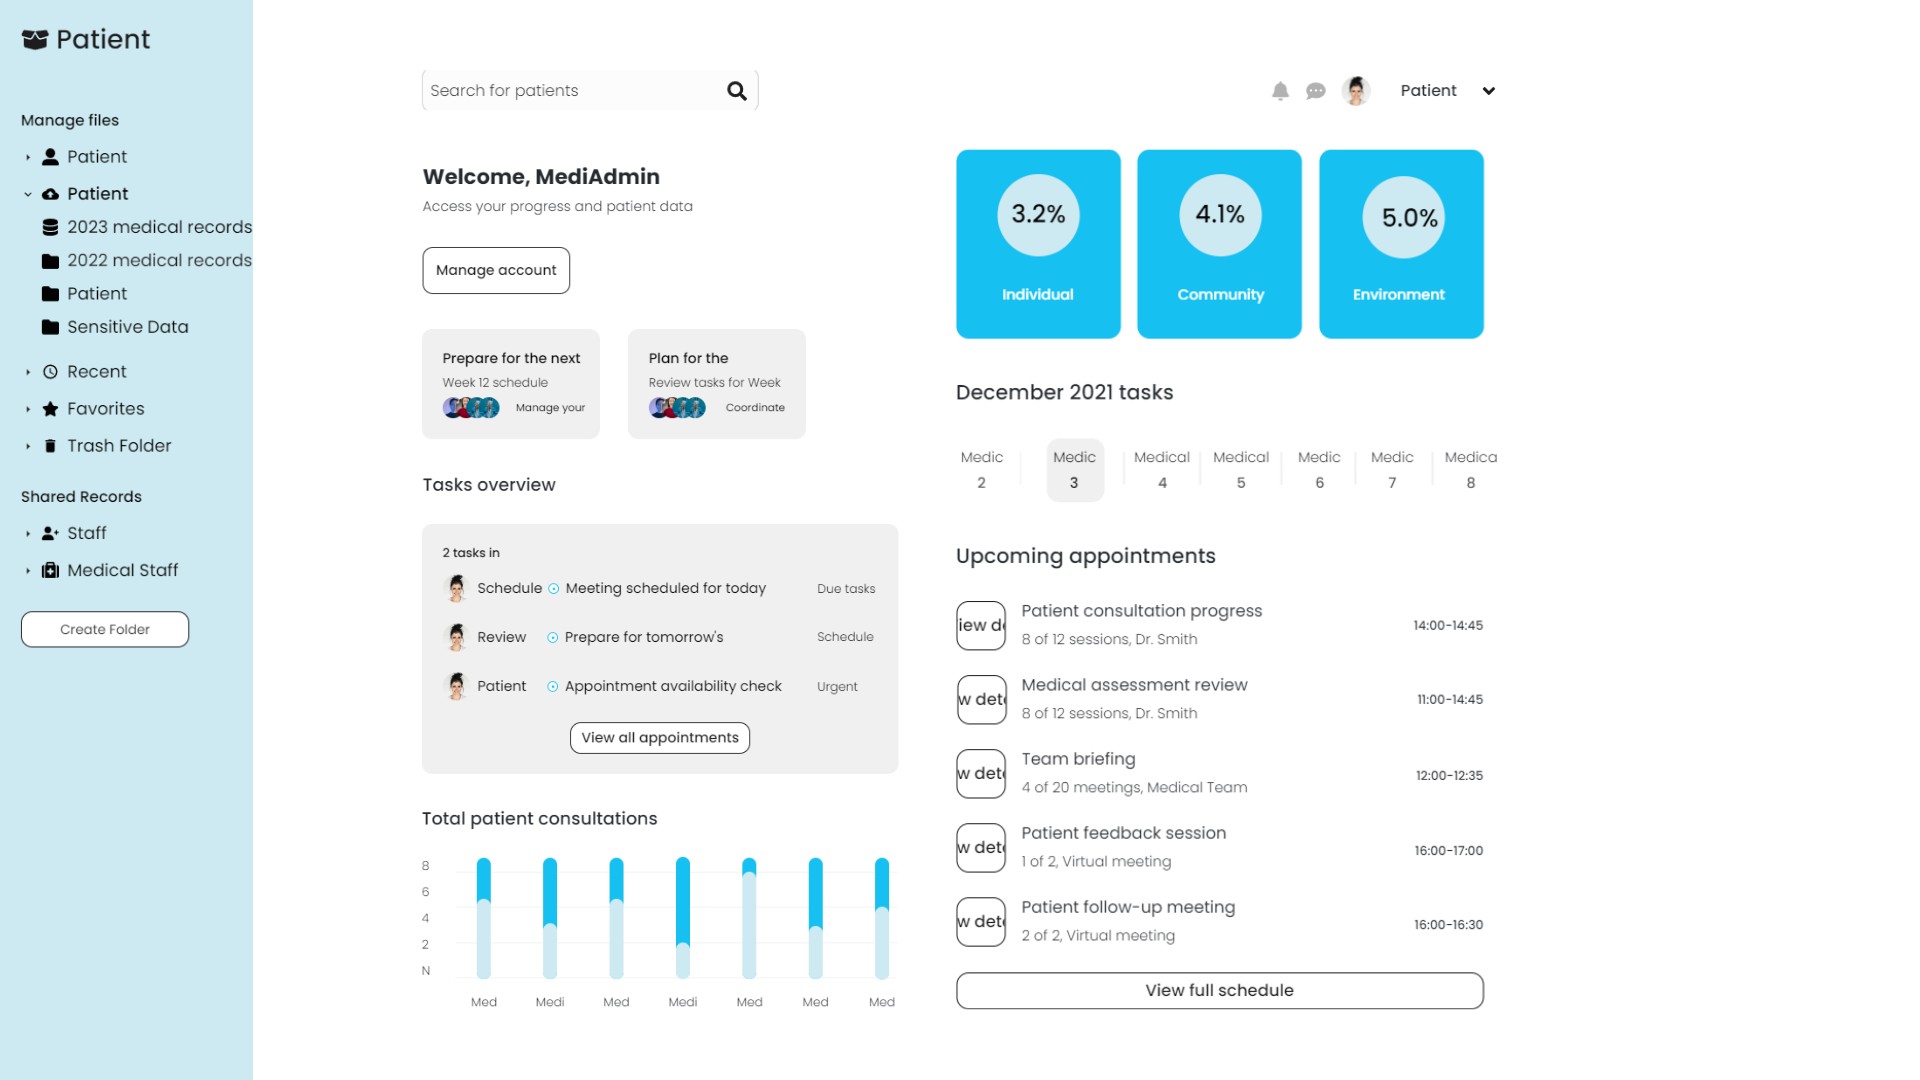 Patient
Manage files
Patient
Patient
2023 medical records
2022 medical records
Patient
Sensitive Data
Recent
Favorites
Trash Folder
Shared Records
Staff
Medical Staff
Create Folder
Search for patients
Patient
Welcome, MediAdmin
Access your progress and patient data
Manage account
Prepare for the next
Week 12 schedule
Manage your
Plan for the
Review tasks for Week
Coordinate
Tasks overview
2 tasks in
Schedule Meeting scheduled for today Due tasks
Review Prepare for tomorrow's Schedule
Patient Appointment availability check Urgent
View all appointments
Total patient consultations
8
6
4
2
N
Med Medi Med Medi Med Med Med
3.2% 4.1% 5.0%
Individual Community Environment
December 2021 tasks
Medic Medic Medical Medical Medic Medic Medica
2 3 4 5 6 7 8
Upcoming appointments
iew de
Patient consultation progress
8 of 12 sessions, Dr. Smith
14:00-14:45
w deta
Medical assessment review
8 of 12 sessions, Dr. Smith
11:00-14:45
w deta
Team briefing
4 of 20 meetings, Medical Team
12:00-12:35
w deta
Patient feedback session
1 of 2, Virtual meeting
16:00-17:00
w deta
Patient follow-up meeting
2 of 2, Virtual meeting
16:00-16:30
View full schedule